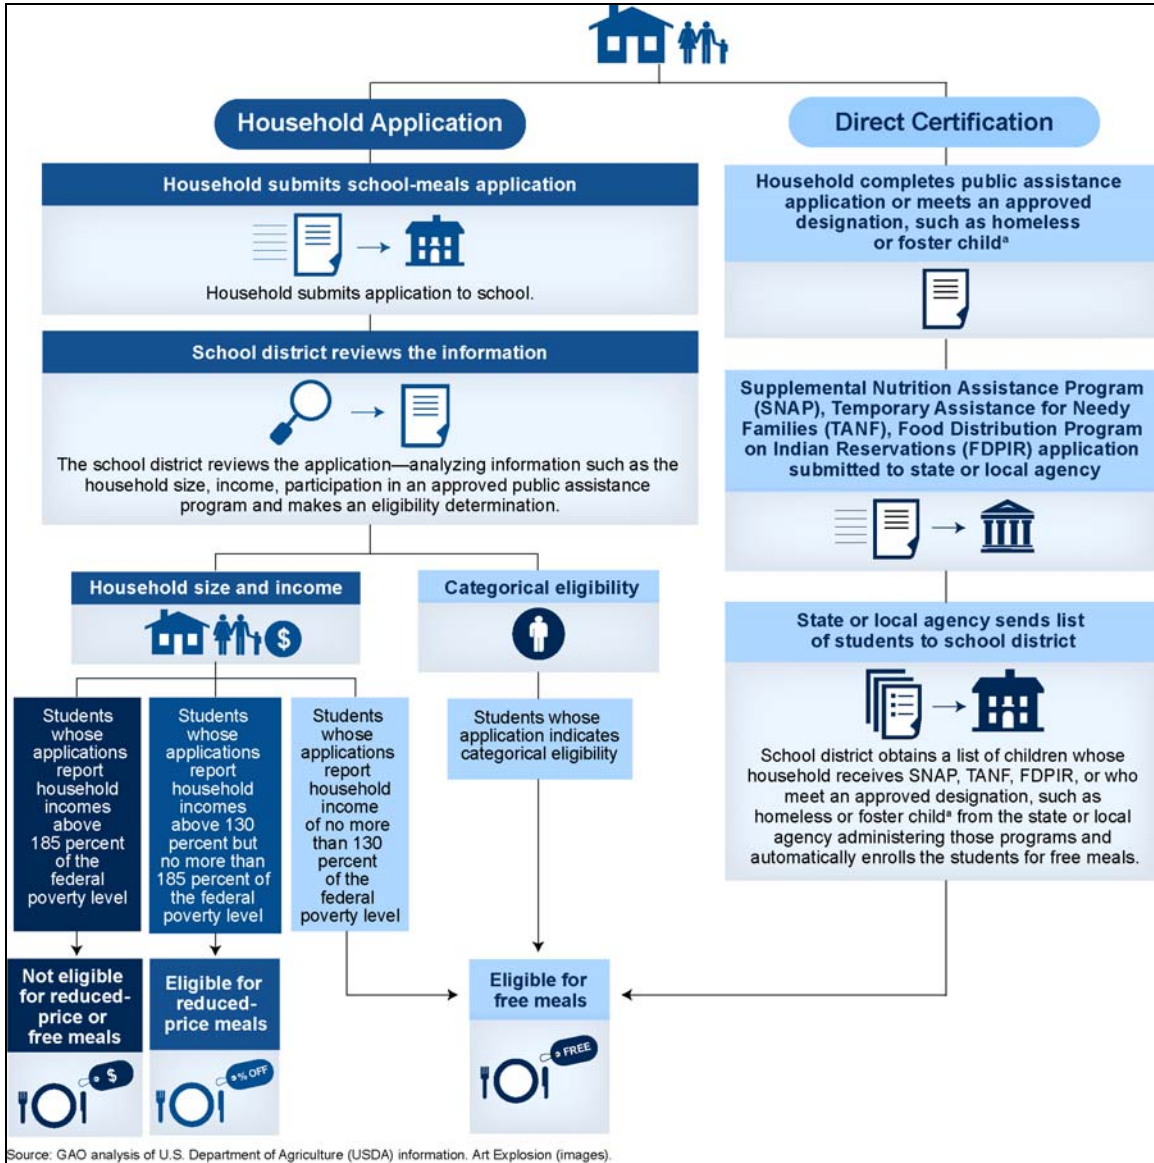 Household Application
Household submits school-meals application
Household submits application to school.
School district reviews the information
The school district reviews the application—analyzing information such as the
household size, income, participation in an approved public assistance
program and makes an eligibility determination.
Household size and income
$
Categorical eligibility
Students
whose
applications
report
household
incomes
above
185 percent
of the
federal
poverty level
Students
whose
applications
report
household
incomes
above 130
percent but
no more than
185 percent of
the federal
poverty level
Students
whose
applications
report
household
income
of no more
than 130
percent
of the
federal
poverty level
Students whose
application indicates
categorical eligibility
Not eligible
for reduced-
price or
free meals
$
Eligible for
reduced-
price meals
% OFF
Eligible for
free meals
FREE
Direct Certification
Household completes public assistance
application or meets an approved
designation, such as homeless
or foster childᵃ
Supplemental Nutrition Assistance Program
(SNAP), Temporary Assistance for Needy
Families (TANF), Food Distribution Program
on Indian Reservations (FDPIR) application
submitted to state or local agency
State or local agency sends list
of students to school district
School district obtains a list of children whose
household receives SNAP, TANF, FDPIR, or who
meet an approved designation, such as
homeless or foster childᵃ from the state or local
agency administering those programs and
automatically enrolls the students for free meals.
Source: GAO analysis of U.S. Department of Agriculture (USDA) information. Art Explosion (images).